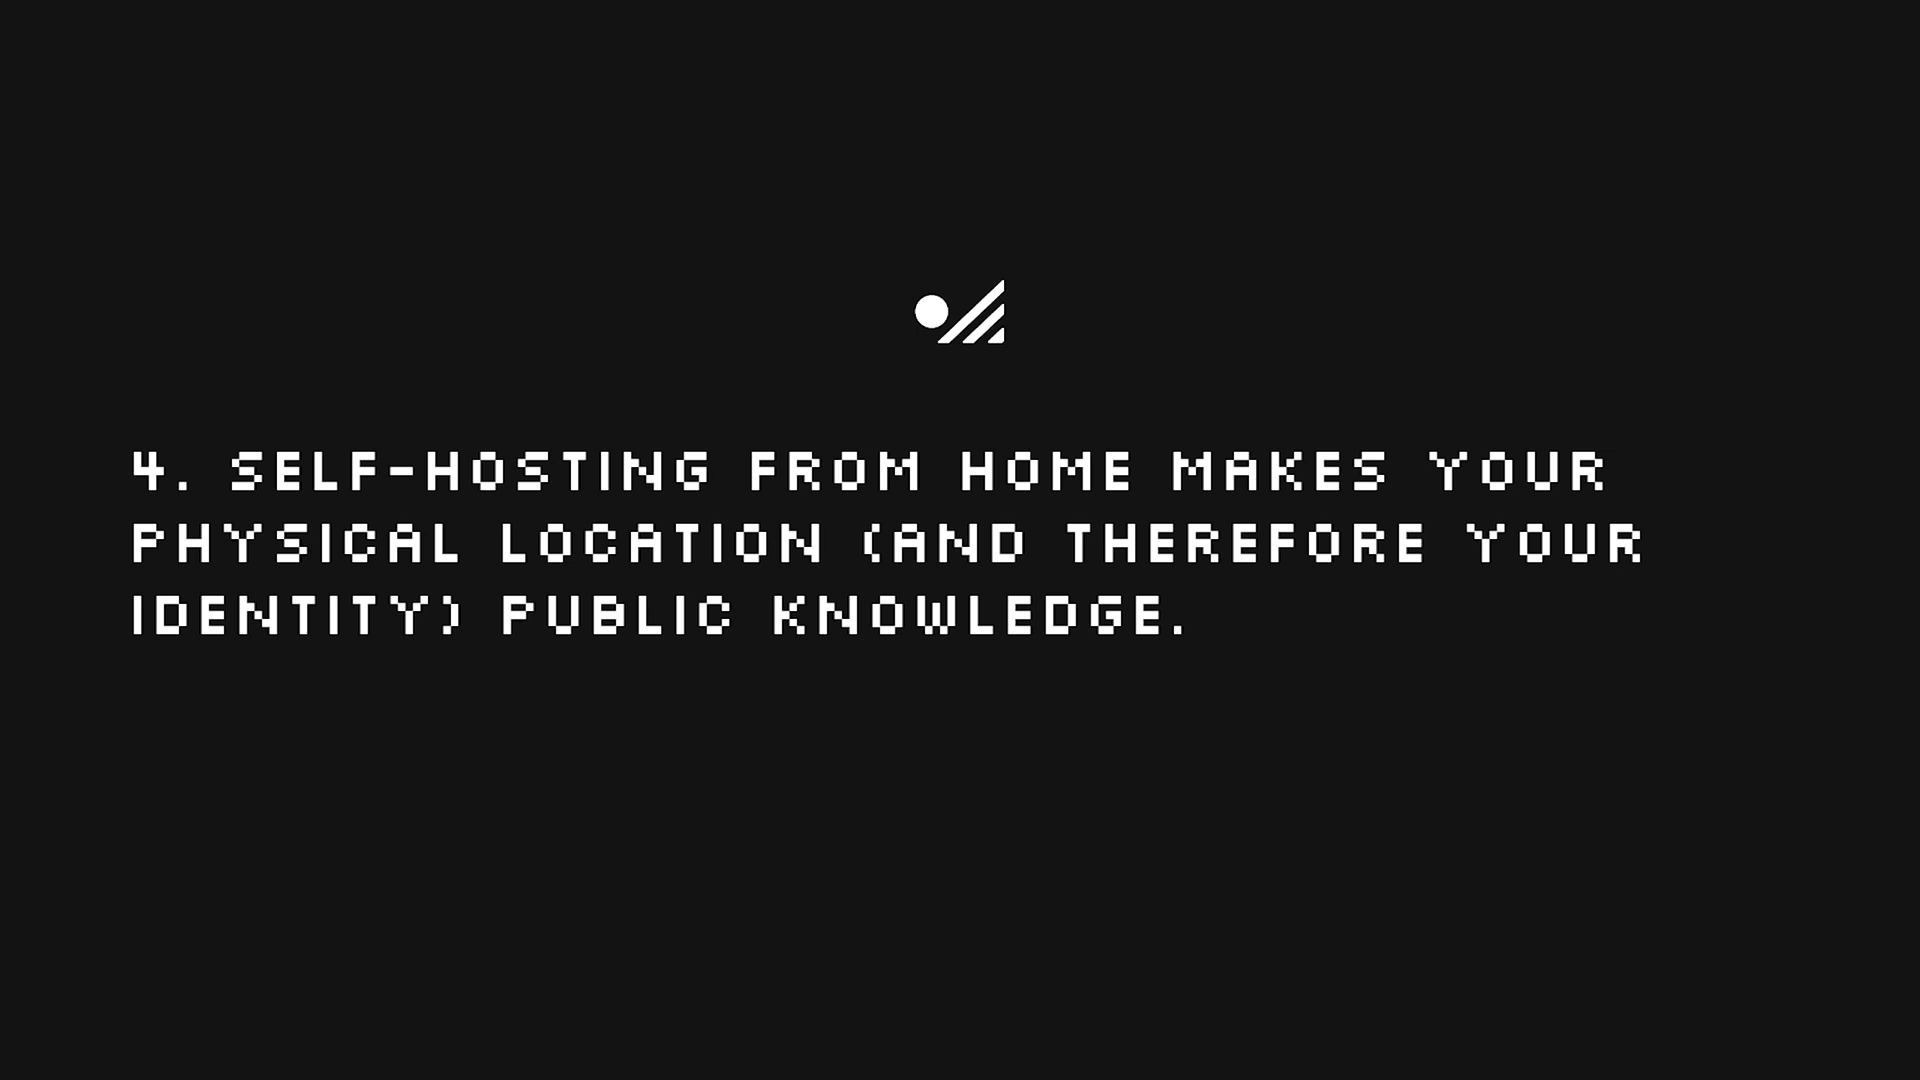 4. SELF-HOSTING FROM HOME MAKES YOUR
PHYSICAL LOCATION (AND THEREFORE YOUR
IDENTITY) PUBLIC KNOWLEDGE.